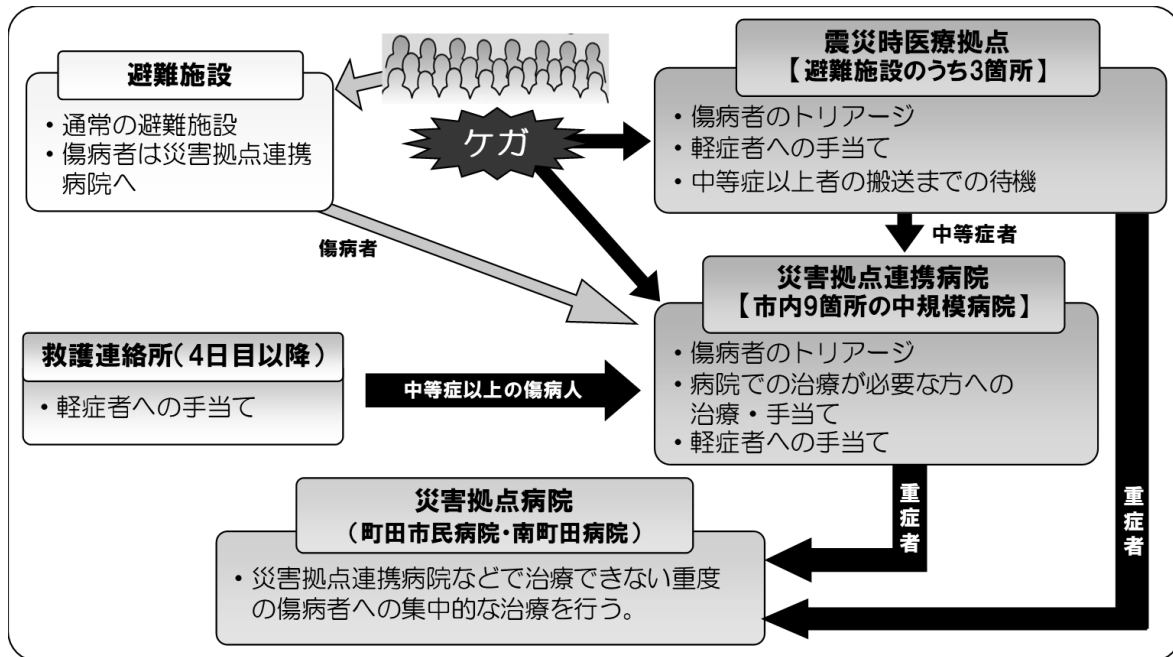 避難施設
・通常の避難施設
・傷病者は災害拠点連携
病院へ
ケガ
震災時医療拠点
【避難施設のうち3箇所】
・傷病者のトリアージ
・軽症者への手当て
・中等症以上者の搬送までの待機
傷病者
中等症者
災害拠点連携病院
【市内9箇所の中規模病院】
・傷病者のトリアージ
・病院での治療が必要な方への
治療・手当て
・軽症者への手当て
救護連絡所(4日目以降)
・軽症者への手当て
中等症以上の傷病人
重症者
重症者
災害拠点病院
(町田市民病院・南町田病院)
・災害拠点連携病院などで治療できない重度
の傷病者への集中的な治療を行う。